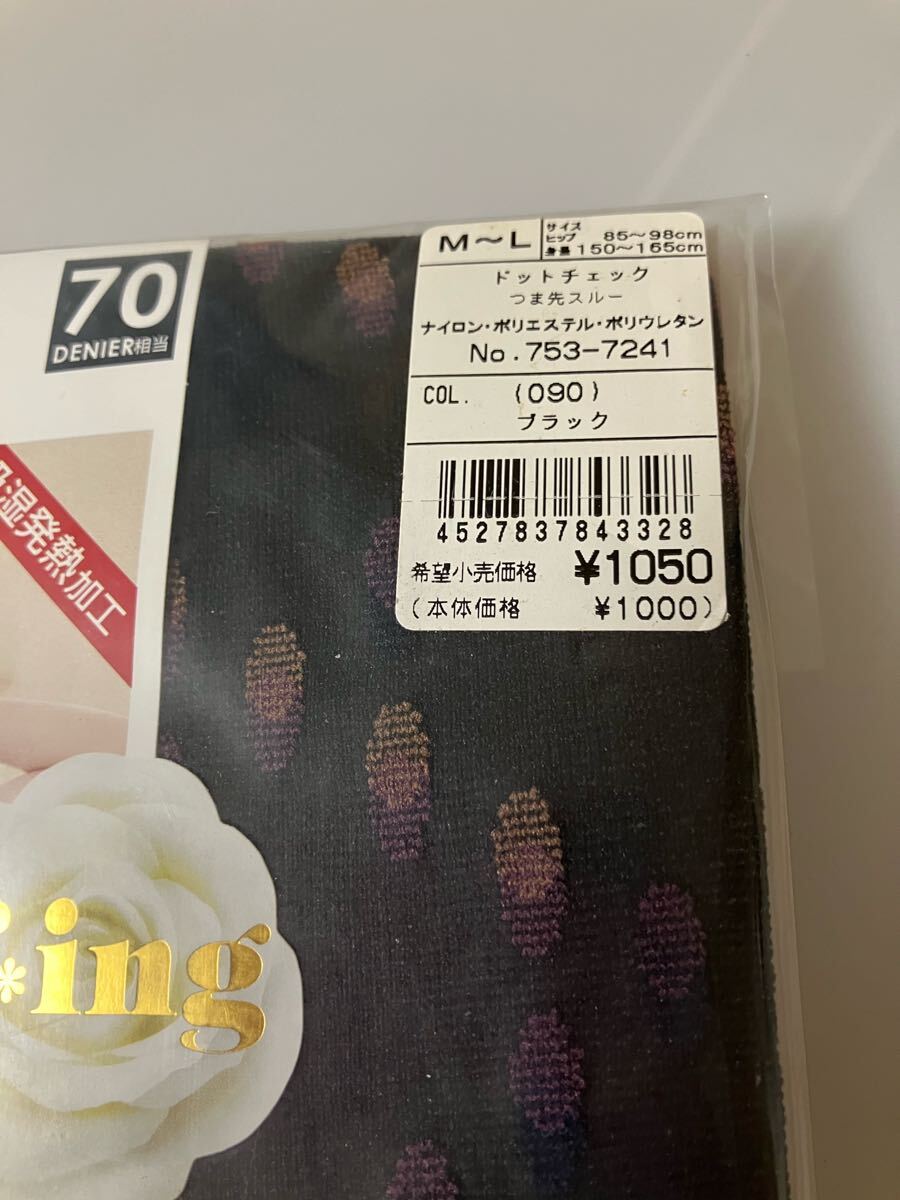 70
DENIER相当
湿発熱加工
*ing
M〜L
サイズ
ヒップ 85〜98cm
身長 150〜165cm
ドットチェック
つま先スルー
ナイロン・ポリエステル・ポリウレタン
No.753-7241
COL. (090)
ブラック
4527837843328
希望小売価格 ¥1050
(本体価格 ¥1000)